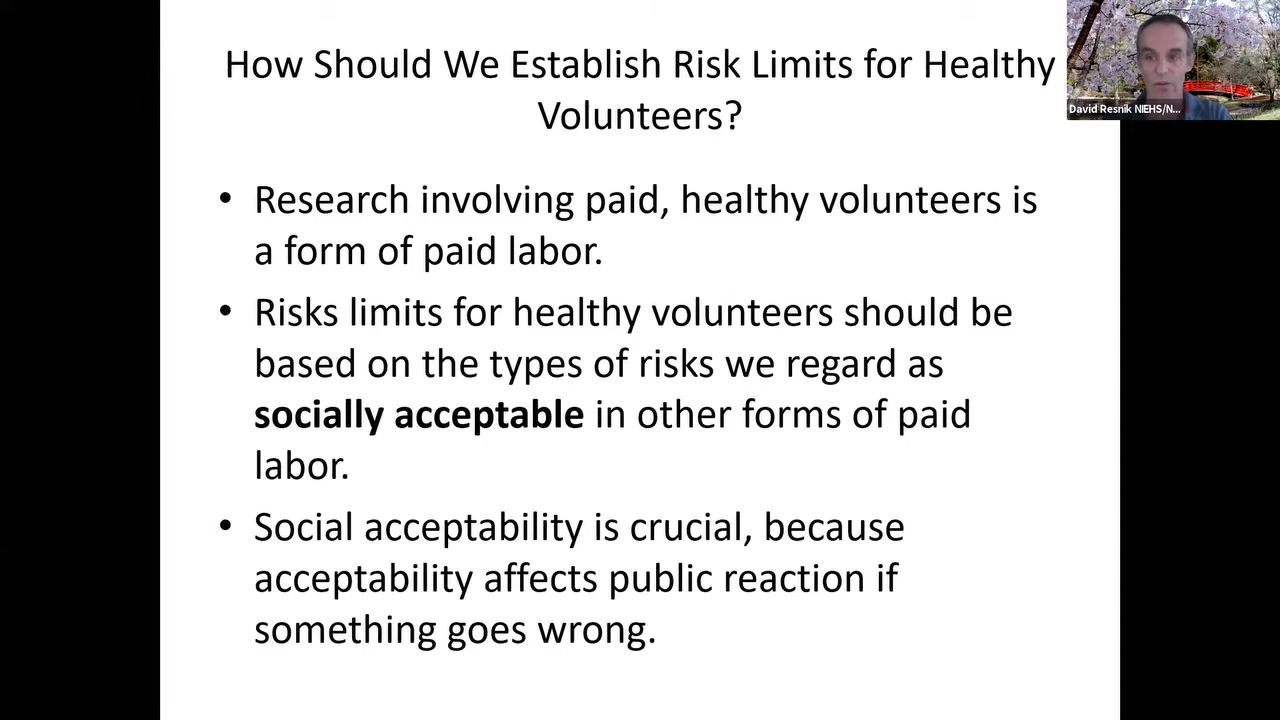 How Should We Establish Risk Limits for Healthy
Volunteers?
David Resnik NIEHS/N...
• Research involving paid, healthy volunteers is
a form of paid labor.
• Risks limits for healthy volunteers should be
based on the types of risks we regard as
socially acceptable in other forms of paid
labor.
• Social acceptability is crucial, because
acceptability affects public reaction if
something goes wrong.